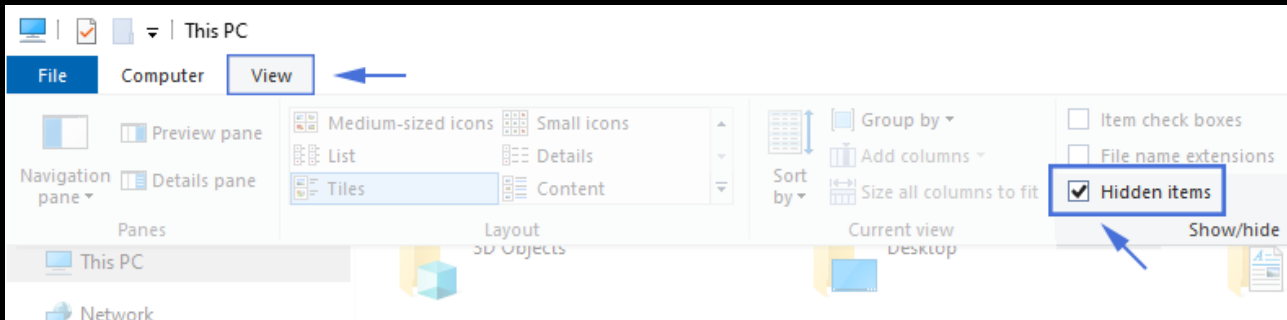 This PC
File Computer View
Medium-sized icons Small icons Group by Item check boxes
Preview pane
List Details Add columns File name extensions
Navigation pane Details pane Tiles Content Sort by Size all columns to fit Hidden items
Panes Layout Current view Show/hide
3D Objects Desktop
This PC
Network